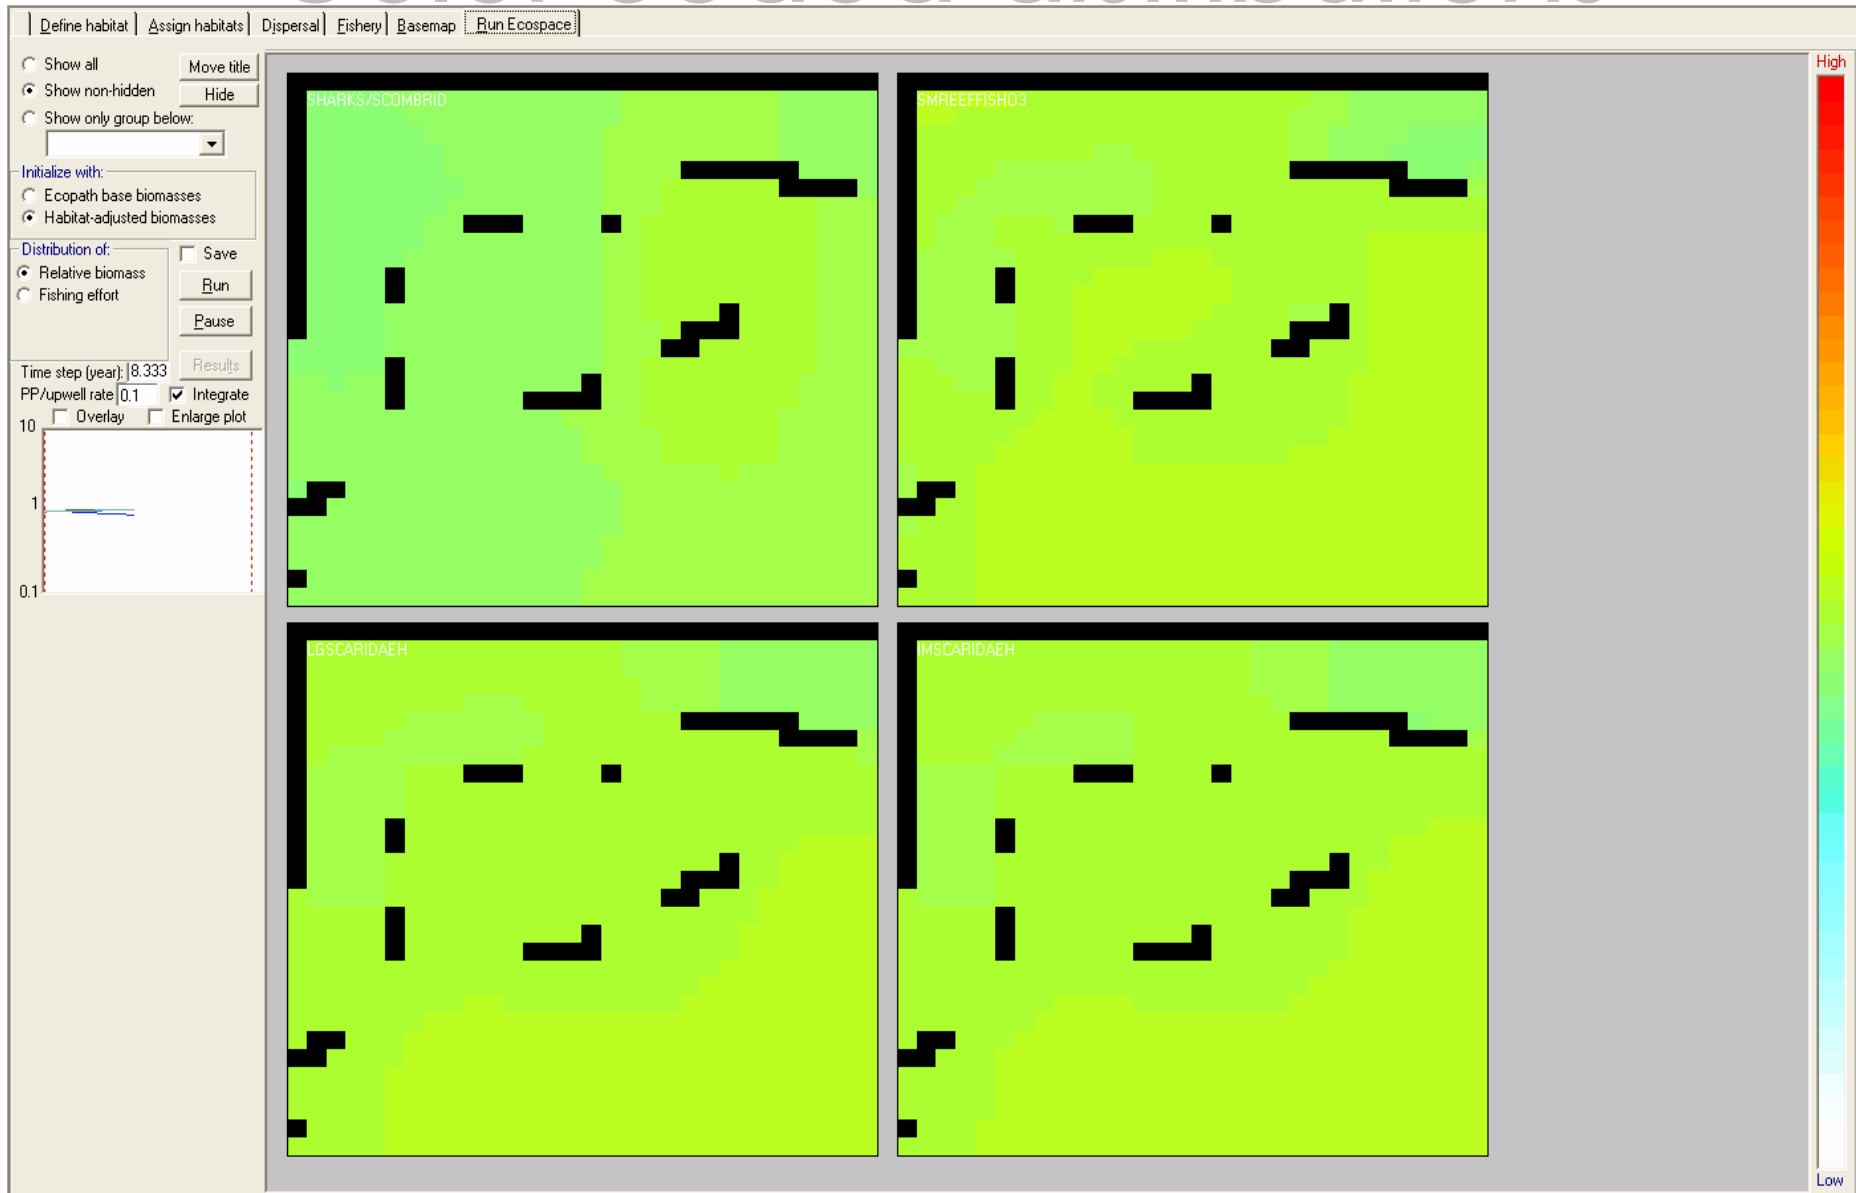 Define habitat Assign habitats Dispersal Fishery Basemap Run Ecospace
Show all
Move title
Show non-hidden
Hide
Show only group below:
Initialize with:
Ecopath base biomasses
Habitat-adjusted biomasses
Distribution of:
Save
Relative biomass
Run
Fishing effort
Pause
Results
Time step (year): 8.333
PP/upwell rate 0.1 Integrate
Overlay Enlarge plot
10
1
0.1
SHARKS/SCOMBRID
SMREEFFISHO3
LGSCARIDAEH
IMSCARIDAEH
High
Low